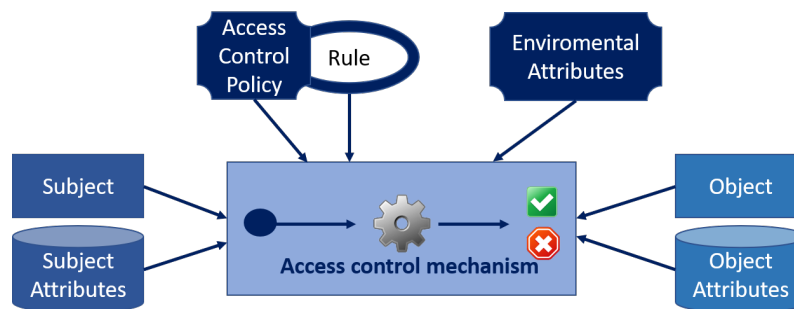 Access
Control
Policy
Rule
Enviromental
Attributes
Subject
Object
Subject
Attributes
Access control mechanism
Object
Attributes